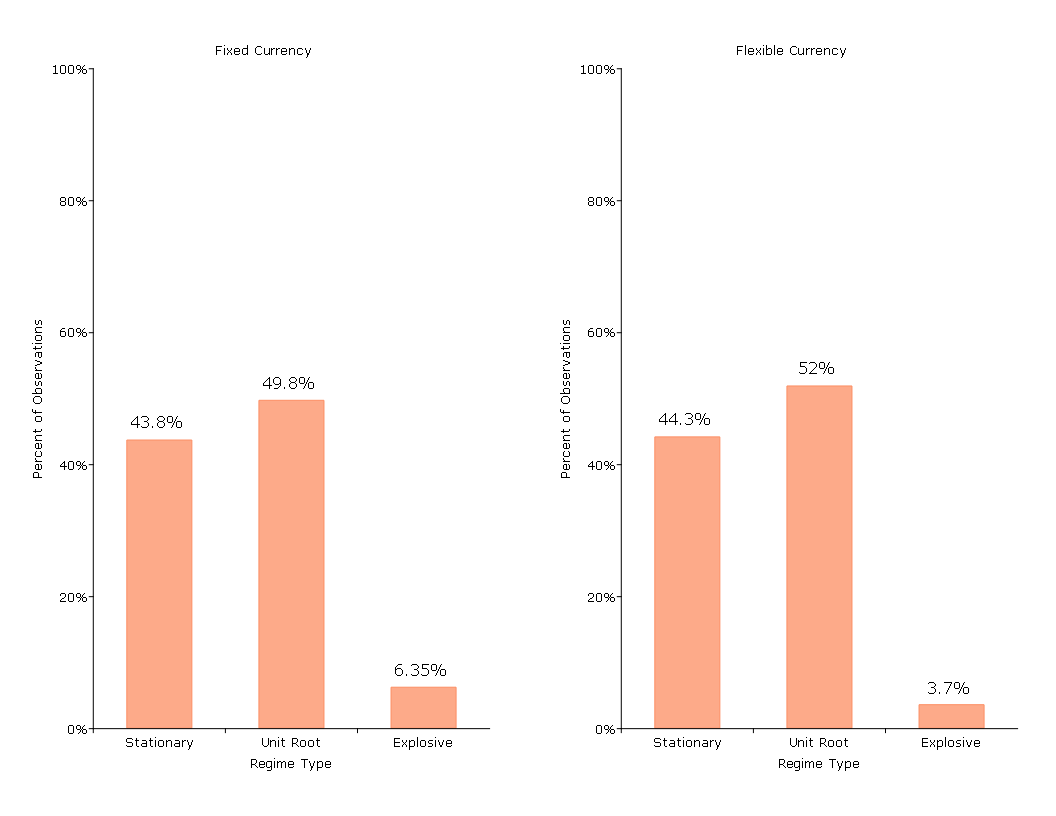 Fixed Currency
100%
80%
60%
40%
20%
0%
Percent of Observations
43.8%
49.8%
6.35%
Stationary
Unit Root
Explosive
Regime Type
Flexible Currency
100%
80%
60%
40%
20%
0%
Percent of Observations
44.3%
52%
3.7%
Stationary
Unit Root
Explosive
Regime Type